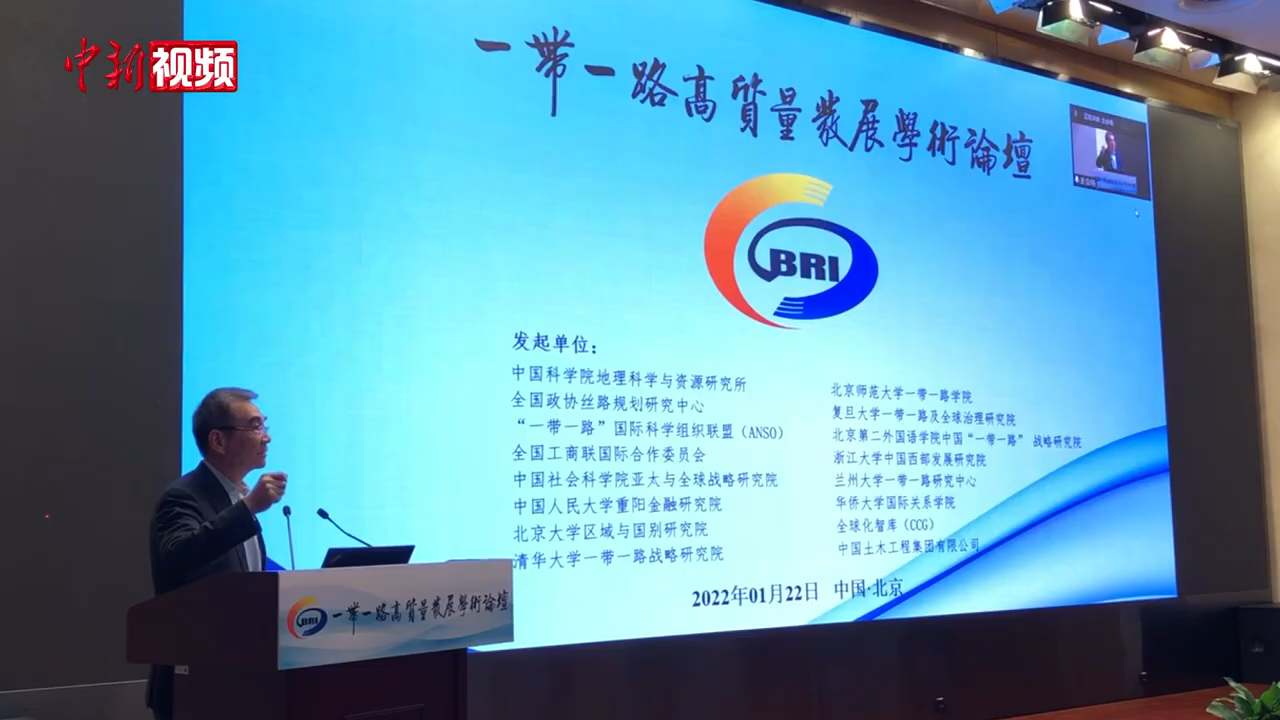 中新视频
一带一路高質量發展學術論壇
BRI
发起单位：
中国科学院地理科学与资源研究所
全国政协丝路规划研究中心
“一带一路”国际科学组织联盟（ANSO）
全国工商联国际合作委员会
中国社会科学院亚太与全球战略研究院
中国人民大学重阳金融研究院
北京大学区域与国别研究院
清华大学一带一路战略研究院
北京师范大学一带一路学院
复旦大学一带一路及全球治理研究院
北京第二外国语学院中国“一带一路” 战略研究院
浙江大学中国西部发展研究院
兰州大学一带一路研究中心
华侨大学国际关系学院
全球化智库（CCG）
中国土木工程集团有限公司
2022年01月22日 中国·北京
BRI 一带一路高質量發展學術論壇